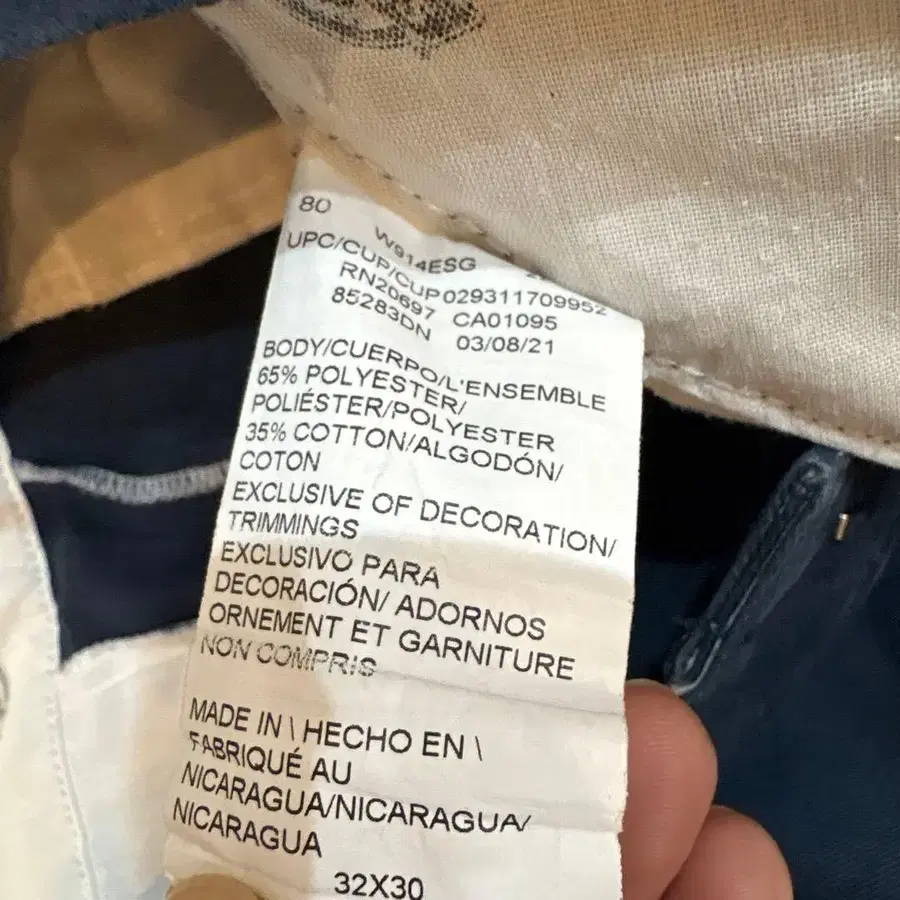 80
W914ESG
UPC/CUP/CUP 029311709952
RN20697 CA01095
85283DN 03/08/21
BODY/CUERPO/L'ENSEMBLE
65% POLYESTER/
POLIÉSTER/POLYESTER
35% COTTON/ALGODÓN/
COTON
EXCLUSIVE OF DECORATION/
TRIMMINGS
EXCLUSIVO PARA
DECORACIÓN/ ADORNOS
ORNEMENT ET GARNITURE
NON COMPRIS
MADE IN \ HECHO EN \
FABRIQUÉ AU
NICARAGUA/NICARAGUA/
NICARAGUA
32X30